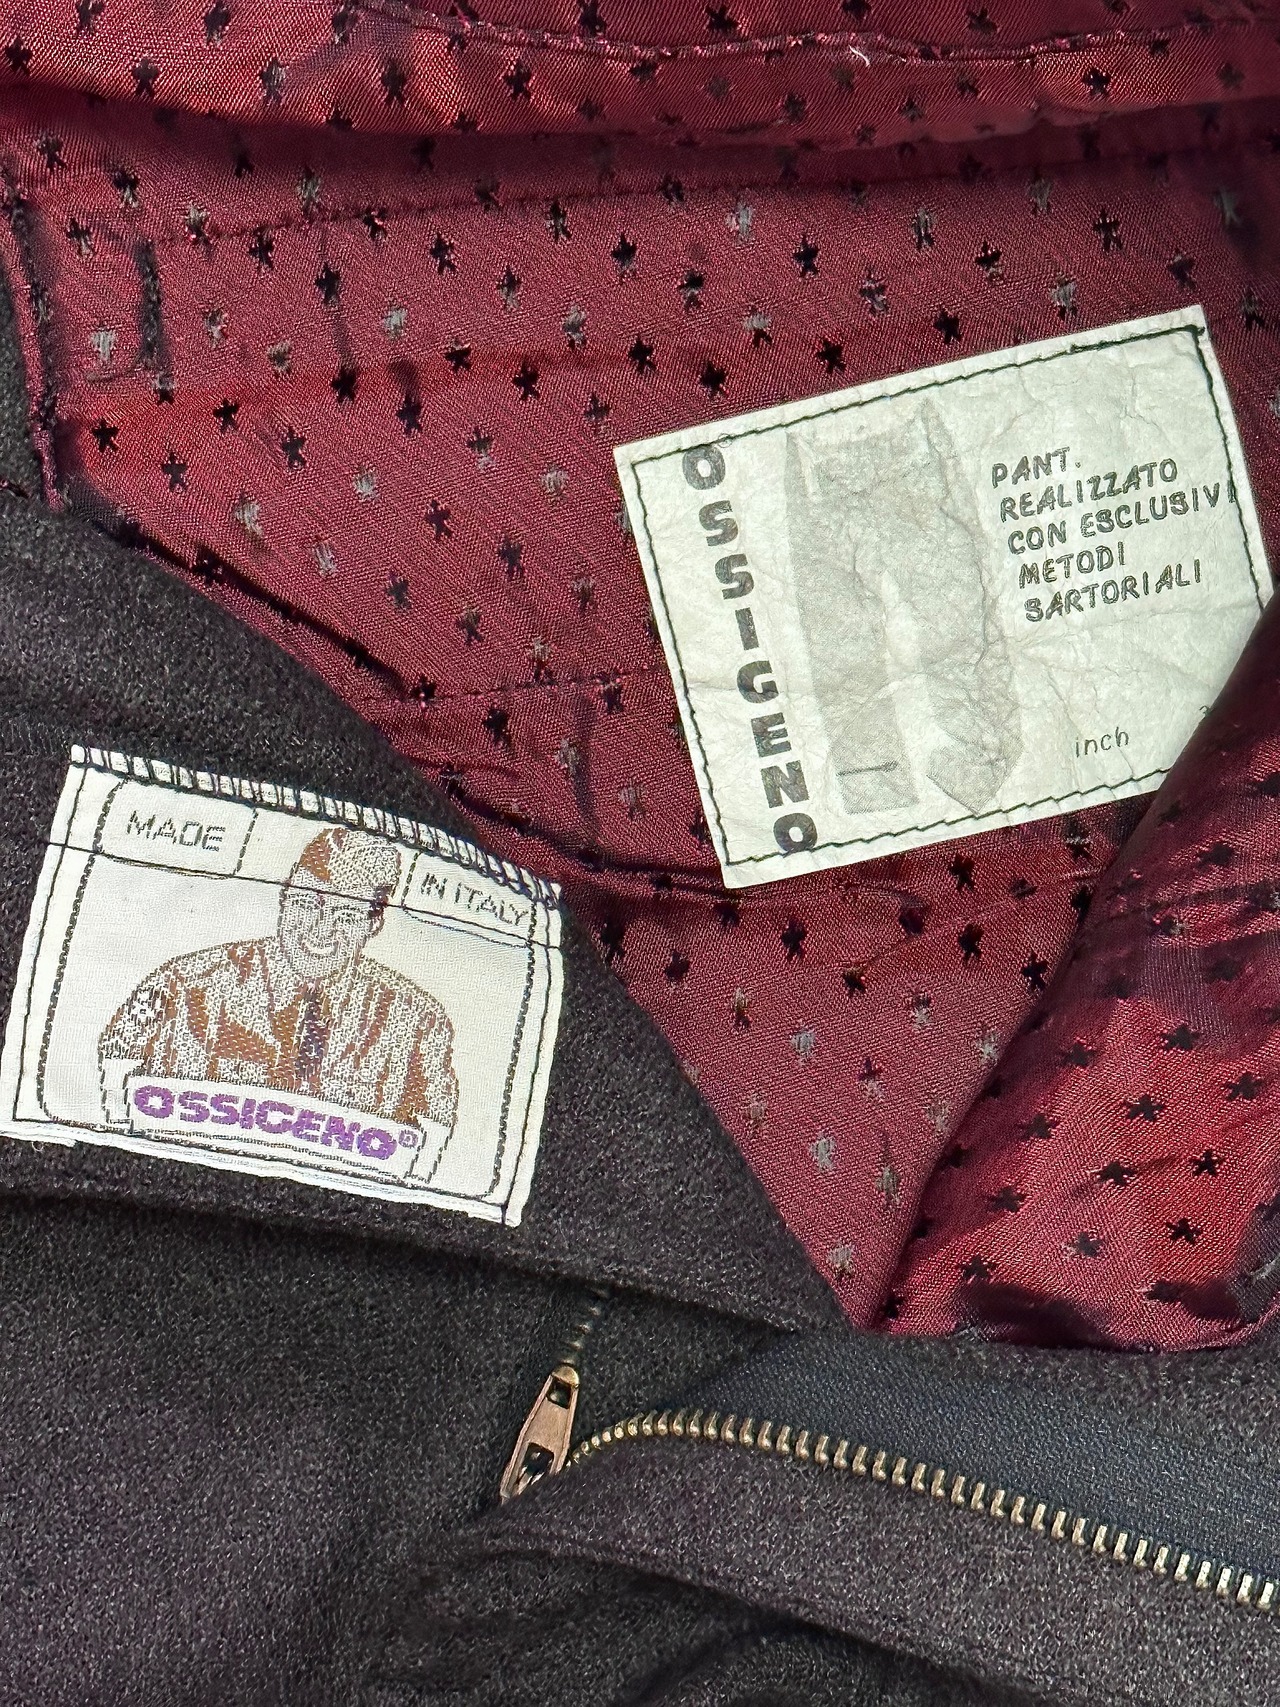 OSSIGENO
PANT.
REALIZZATO
CON ESCLUSIVI
METODI
SARTORIALI
inch
MADE
IN ITALY
OSSIGENO®